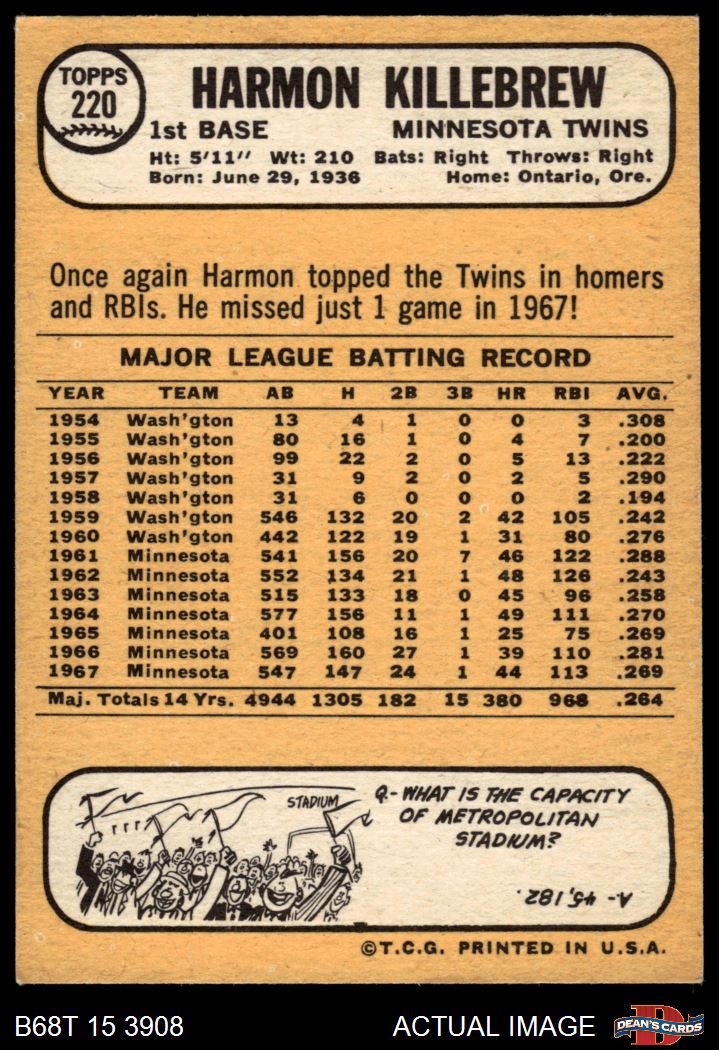 TOPPS
220
HARMON KILLEBREW
1st BASE MINNESOTA TWINS
Ht: 5'11" Wt: 210 Bats: Right Throws: Right
Born: June 29, 1936 Home: Ontario, Ore.
Once again Harmon topped the Twins in homers
and RBIs. He missed just 1 game in 1967!
MAJOR LEAGUE BATTING RECORD
YEAR TEAM AB H 2B 3B HR RBI AVG.
1954 Wash'gton 13 4 1 0 0 3 .308
1955 Wash'gton 80 16 1 0 4 7 .200
1956 Wash'gton 99 22 2 0 5 13 .222
1957 Wash'gton 31 9 2 0 2 5 .290
1958 Wash'gton 31 6 0 0 0 2 .194
1959 Wash'gton 546 132 20 2 42 105 .242
1960 Wash'gton 442 122 19 1 31 80 .276
1961 Minnesota 541 156 20 7 46 122 .288
1962 Minnesota 552 134 21 1 48 126 .243
1963 Minnesota 515 133 18 0 45 96 .258
1964 Minnesota 577 156 11 1 49 111 .270
1965 Minnesota 401 108 16 1 25 75 .269
1966 Minnesota 569 160 27 1 39 110 .281
1967 Minnesota 547 147 24 1 44 113 .269
Maj. Totals 14 Yrs. 4944 1305 182 15 380 968 .264
STADIUM
Q.- WHAT IS THE CAPACITY
OF METROPOLITAN
STADIUM?
A- 45,182.
©T.C.G. PRINTED IN U.S.A.
B68T 15 3908 ACTUAL IMAGE
D
DEAN'S CARDS